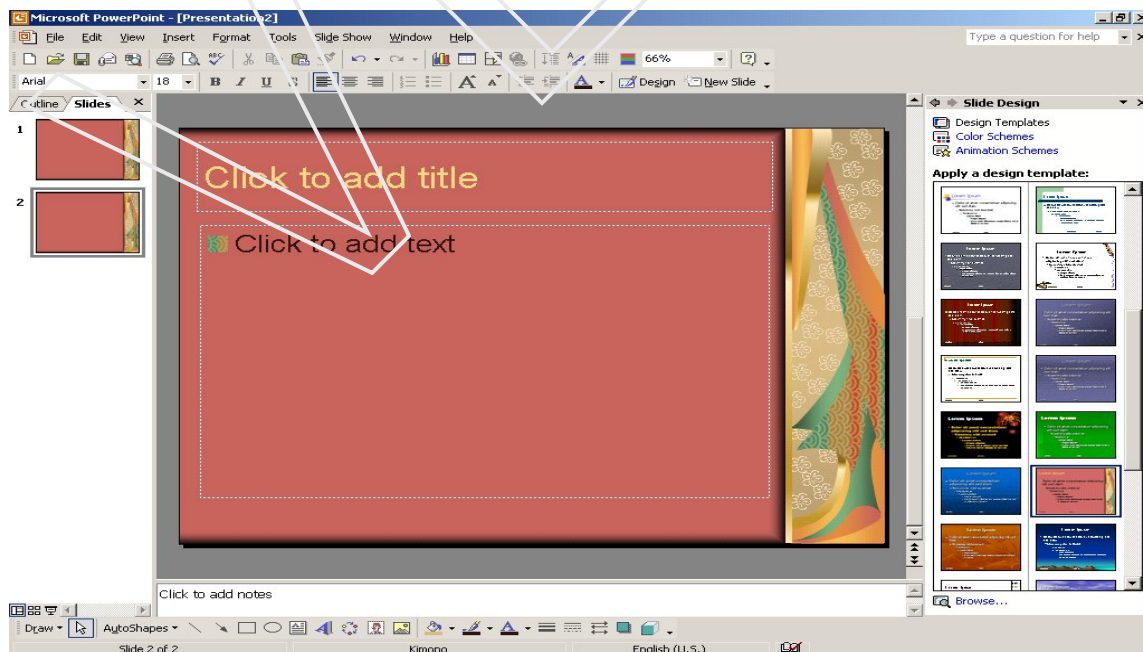 Microsoft PowerPoint - [Presentation2]
File Edit View Insert Format Tools Slide Show Window Help Type a question for help
66%
Arial 18 B I U S Design New Slide
Outline Slides
Slide Design
1
2
Click to add title
Click to add text
Design Templates
Color Schemes
Animation Schemes
Apply a design template:
Browse...
Click to add notes
Draw AutoShapes
Slide 2 of 2 Kimono English (U.S.)